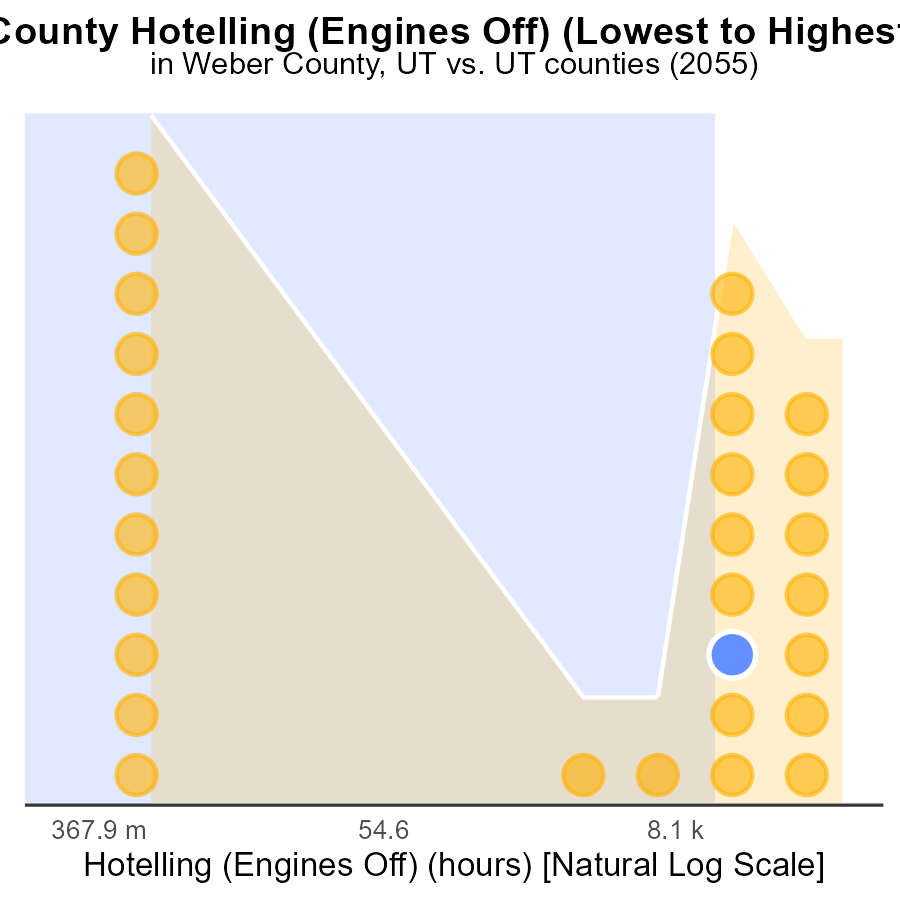 County Hotelling (Engines Off) (Lowest to Highest
in Weber County, UT vs. UT counties (2055)
367.9 m 54.6 8.1 k
Hotelling (Engines Off) (hours) [Natural Log Scale]